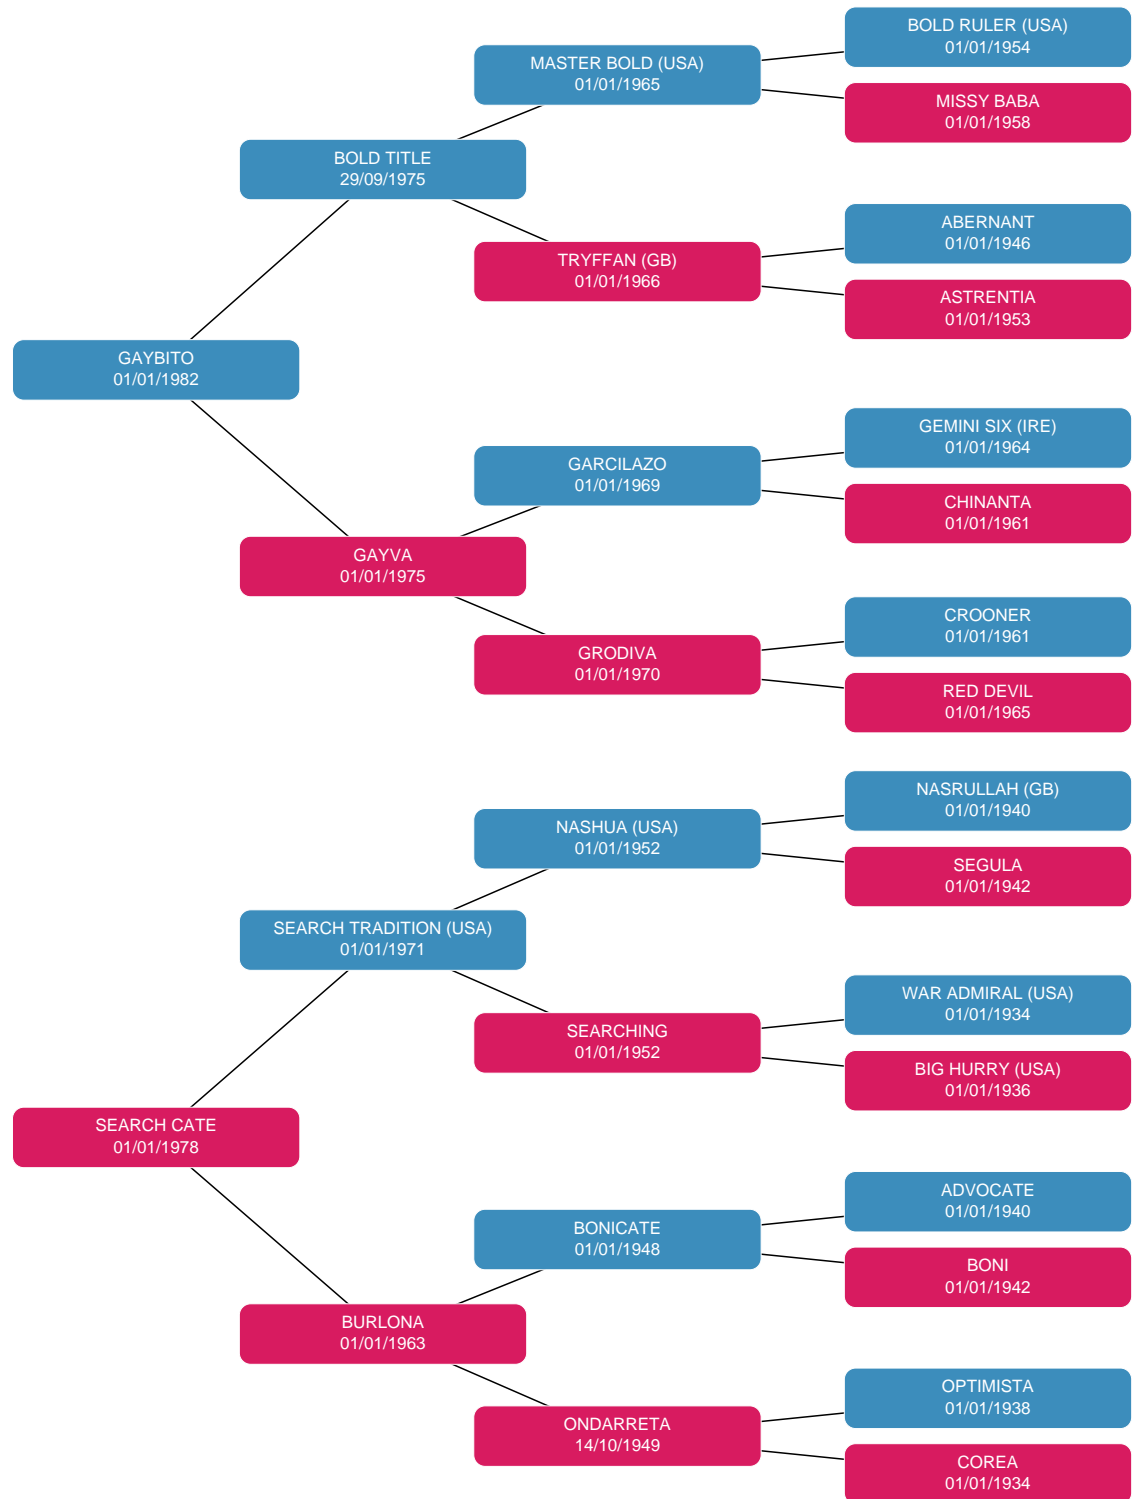 BOLD RULER (USA)
01/01/1954
MASTER BOLD (USA)
01/01/1965
MISSY BABA
01/01/1958
BOLD TITLE
29/09/1975
ABERNANT
01/01/1946
TRYFFAN (GB)
01/01/1966
ASTRENTIA
01/01/1953
GAYBITO
01/01/1982
GEMINI SIX (IRE)
01/01/1964
GARCILAZO
01/01/1969
CHINANTA
01/01/1961
GAYVA
01/01/1975
CROONER
01/01/1961
GRODIVA
01/01/1970
RED DEVIL
01/01/1965
NASRULLAH (GB)
01/01/1940
NASHUA (USA)
01/01/1952
SEGULA
01/01/1942
SEARCH TRADITION (USA)
01/01/1971
WAR ADMIRAL (USA)
01/01/1934
SEARCHING
01/01/1952
BIG HURRY (USA)
01/01/1936
SEARCH CATE
01/01/1978
ADVOCATE
01/01/1940
BONICATE
01/01/1948
BONI
01/01/1942
BURLONA
01/01/1963
OPTIMISTA
01/01/1938
ONDARRETA
14/10/1949
COREA
01/01/1934